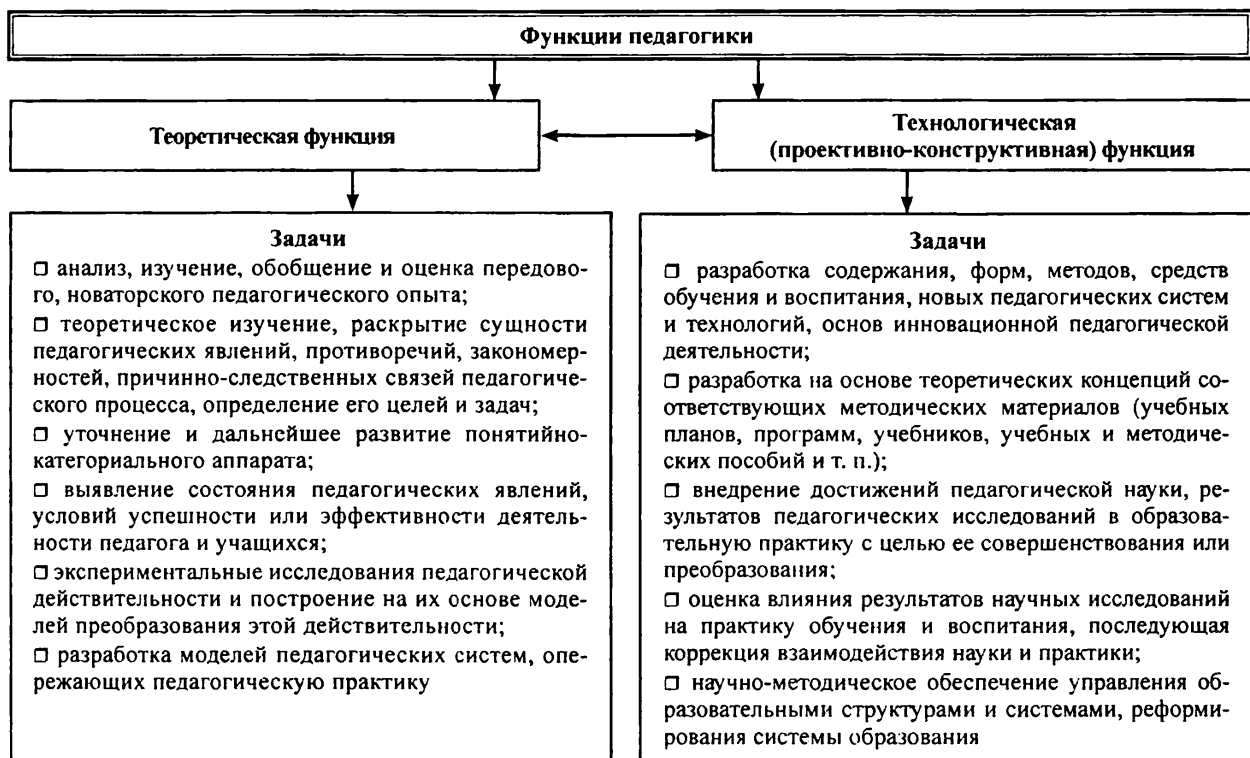 Функции педагогики
Теоретическая функция
Технологическая
(проективно-конструктивная) функция
Задачи
□ анализ, изучение, обобщение и оценка передово-
го, новаторского педагогического опыта;
□ теоретическое изучение, раскрытие сущности
педагогических явлений, противоречий, закономер-
ностей, причинно-следственных связей педагогиче-
ского процесса, определение его целей и задач;
□ уточнение и дальнейшее развитие понятийно-
категориального аппарата;
□ выявление состояния педагогических явлений,
условий успешности или эффективности деятель-
ности педагога и учащихся;
□ экспериментальные исследования педагогической
действительности и построение на их основе моде-
лей преобразования этой действительности;
□ разработка моделей педагогических систем, опе-
режающих педагогическую практику
Задачи
□ разработка содержания, форм, методов, средств
обучения и воспитания, новых педагогических систем
и технологий, основ инновационной педагогической
деятельности;
□ разработка на основе теоретических концепций со-
ответствующих методических материалов (учебных
планов, программ, учебников, учебных и методиче-
ских пособий и т. п.);
□ внедрение достижений педагогической науки, ре-
зультатов педагогических исследований в образова-
тельную практику с целью ее совершенствования или
преобразования;
□ оценка влияния результатов научных исследований
на практику обучения и воспитания, последующая
коррекция взаимодействия науки и практики;
□ научно-методическое обеспечение управления об-
разовательными структурами и системами, реформи-
рования системы образования